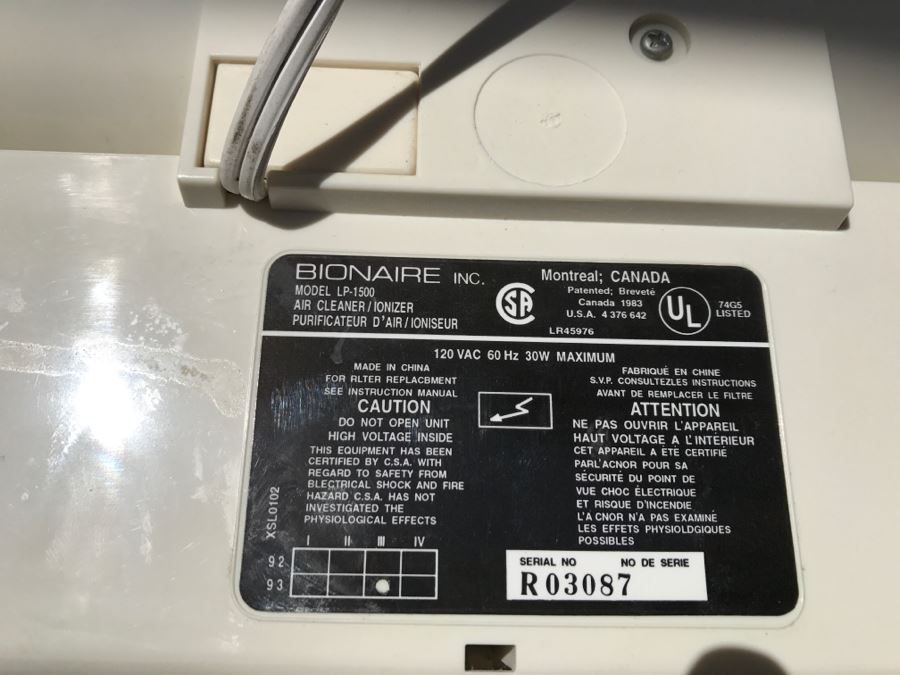 BIONAIRE INC.
MODEL LP-1500
AIR CLEANER/IONIZER
PURIFICATEUR D'AIR/IONISEUR
SA
LR45976
Montreal; CANADA
Patented; Breveté
Canada 1983
U.S.A. 4 376 642
UL
74G5
LISTED
120 VAC 60 Hz 30W MAXIMUM
MADE IN CHINA
FOR RLTER REPLACBMENT
SEE INSTRUCTION MANUAL
CAUTION
DO NOT OPEN UNIT
HIGH VOLTAGE INSIDE
THIS EQUIPMENT HAS BEEN
CERTIFIED BY C.S.A. WITH
REGARD TO SAFETY FROM
BLECTRICAL SHOCK AND FIRE
HAZARD C.S.A. HAS NOT
INVESTIGATED THE
PHYSIOLOGICAL EFFECTS
FABRIQUÉ EN CHINE
S.V.P. CONSULTEZLES INSTRUCTIONS
AVANT DE REMPLACER LE FILTRE
ATTENTION
NE PAS OUVRIR L'APPAREIL
HAUT VOLTAGE A L'INTÉRIEUR
CET APPAREIL A ÉTÉ CERTIFIÉ
PARL'ACNOR POUR SA
SÉCURITÉ DU POINT DE
VUE CHOC ÉLECTRIQUE
ET RISQUE D'INCENDIE
L'A CNOR N'A PAS EXAMINÉ
LES EFFETS PHYSIOLDGIQUES
POSSIBLES
XSL0102
I II III IV
92
93
SERIAL NO NO DE SERIE
R 03087